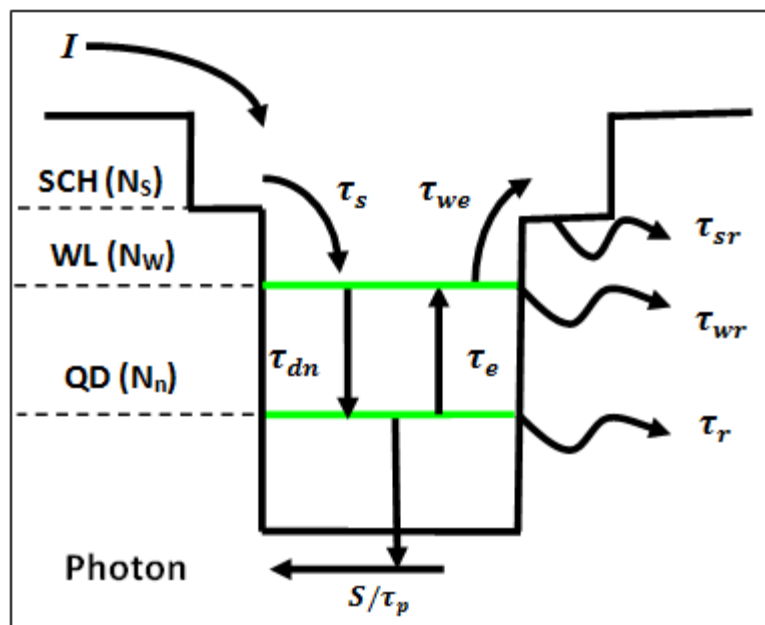 I
SCH (N_S)
τ_s
τ_we
τ_sr
WL (N_W)
τ_wr
τ_dn
τ_e
QD (N_n)
τ_r
Photon
S/τ_p